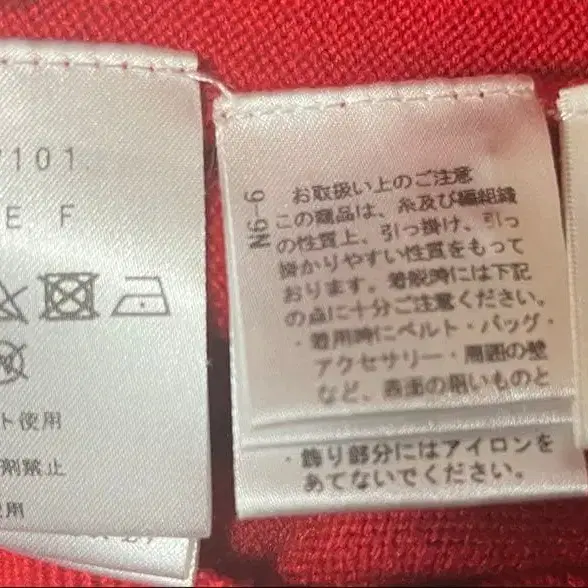 101.
E F
W
ト使用
剤禁止
使用
N6-9
お取扱い上のご注意
この商品は、糸及び編組織
の性質上、引っ掛け、引っ
掛かりやすい性質をもって
おります。着脱時には下記
の点に十分ご注意ください。
・着用時にベルト・バッグ・
アクセサリー・周囲の壁
など、表面の粗いものと
・飾り部分にはアイロンを
あてないでください。